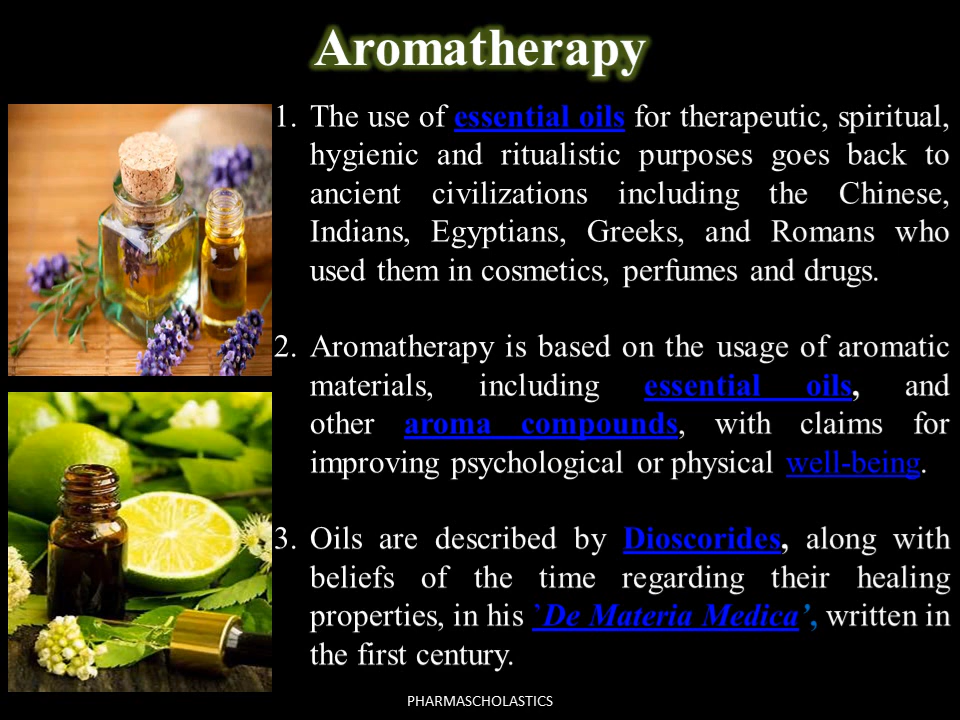 Aromatherapy
1. The use of essential oils for therapeutic, spiritual,
hygienic and ritualistic purposes goes back to
ancient civilizations including the Chinese,
Indians, Egyptians, Greeks, and Romans who
used them in cosmetics, perfumes and drugs.
2. Aromatherapy is based on the usage of aromatic
materials, including essential oils, and
other aroma compounds, with claims for
improving psychological or physical well-being.
3. Oils are described by Dioscorides, along with
beliefs of the time regarding their healing
properties, in his `De Materia Medica’, written in
the first century.
PHARMASCHOLASTICS